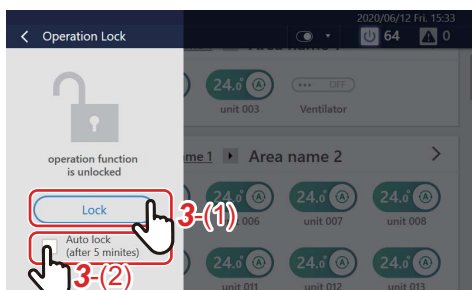 2020/06/12 Fri. 15:33
Operation Lock
64
0
Area name 1
24.0 A
OFF
unit 003
Ventilator
operation function
is unlocked
me 1
Area name 2
Lock
3-(1)
24.0 A
24.0 A
24.0 A
006
unit 007
unit 008
Auto lock
(after 5 minites)
3-(2)
24.0 A
24.0 A
24.0 A
unit 011
unit 012
unit 013